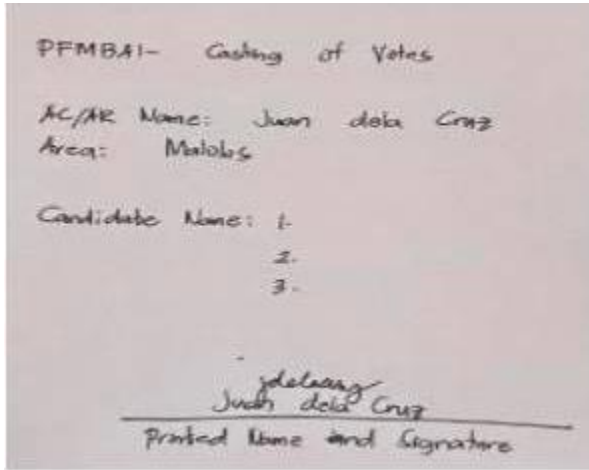 PFMBAI- Casting of Votes
AC/AR Name: Juan dela Cruz
Area: Malolos
Candidate Name: 1.
2.
3.
jdelacruz
Juan dela Cruz
Printed Name and Signature